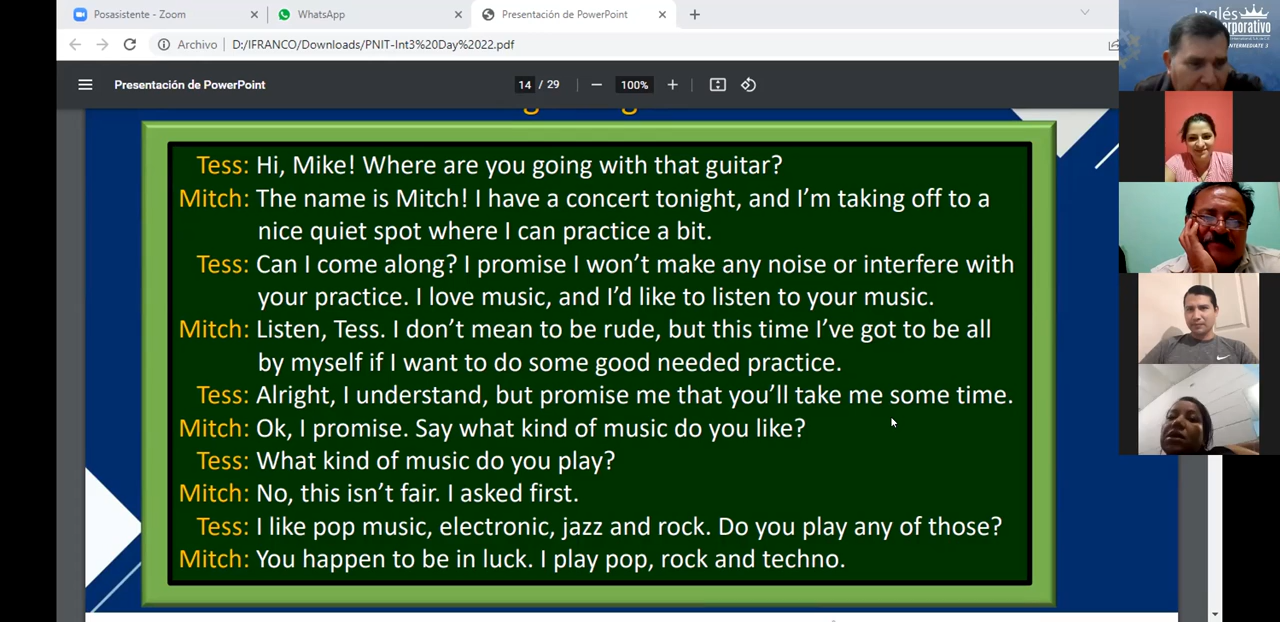 Posasistente - Zoom
WhatsApp
Presentación de PowerPoint
Archivo
D:/IFRANCO/Downloads/PNIT-Int3%20Day%2022.pdf
Presentación de PowerPoint
14 / 29
100%
Inglés
INTERMEDIATE 3
Tess: Hi, Mike! Where are you going with that guitar?
Mitch: The name is Mitch! I have a concert tonight, and I'm taking off to a
nice quiet spot where I can practice a bit.
Tess: Can I come along? I promise I won't make any noise or interfere with
your practice. I love music, and I'd like to listen to your music.
Mitch: Listen, Tess. I don't mean to be rude, but this time I've got to be all
by myself if I want to do some good needed practice.
Tess: Alright, I understand, but promise me that you'll take me some time.
Mitch: Ok, I promise. Say what kind of music do you like?
Tess: What kind of music do you play?
Mitch: No, this isn't fair. I asked first.
Tess: I like pop music, electronic, jazz and rock. Do you play any of those?
Mitch: You happen to be in luck. I play pop, rock and techno.